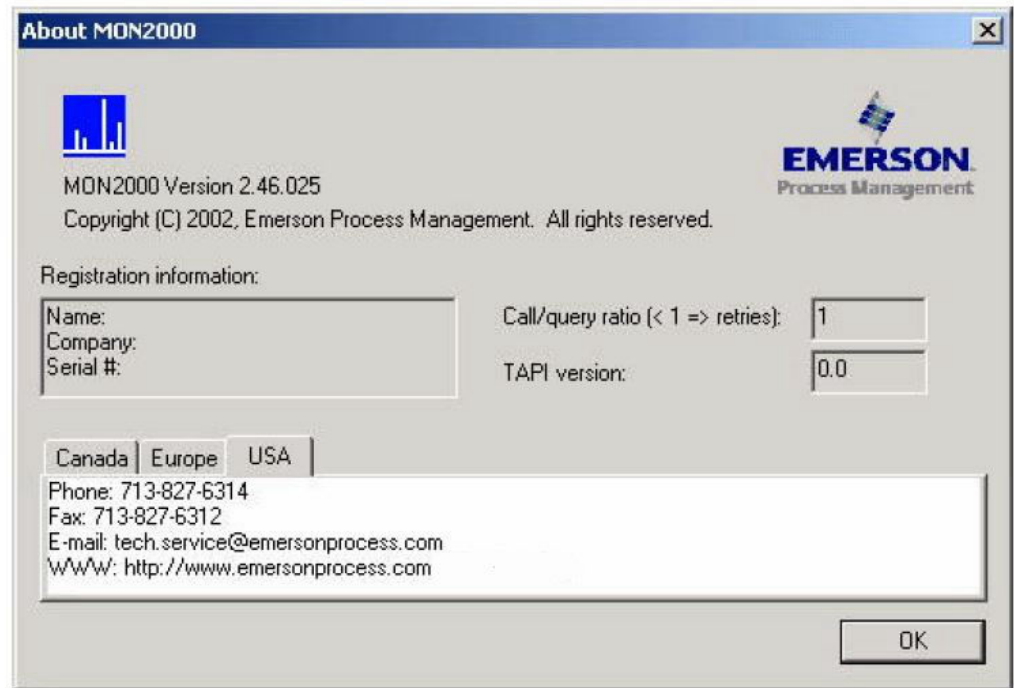 About MON2000
EMERSON
Process Management
MON2000 Version 2.46.025
Copyright (C) 2002, Emerson Process Management. All rights reserved.
Registration information:
Name:
Company:
Serial #:
Call/query ratio (< 1 => retries): 1
TAPI version: 0.0
Canada Europe USA
Phone: 713-827-6314
Fax: 713-827-6312
E-mail: tech.service@emersonprocess.com
WWW: http://www.emersonprocess.com
OK